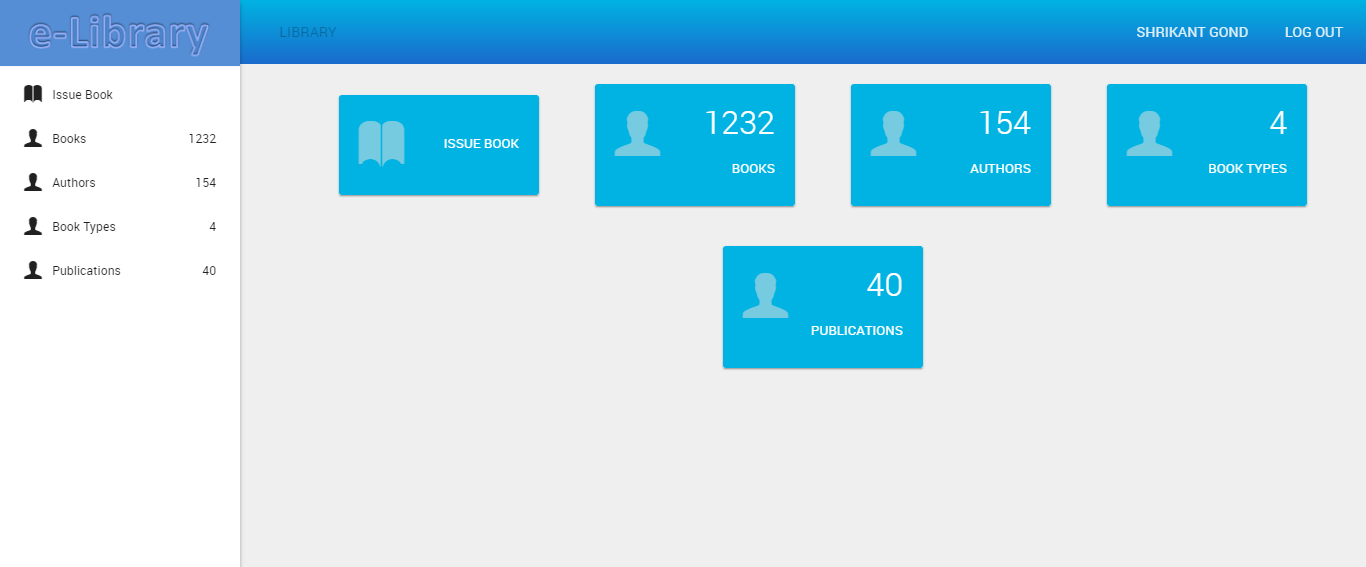 e-Library
LIBRARY
SHRIKANT GOND
LOG OUT
Issue Book
Books 1232
Authors 154
Book Types 4
Publications 40
ISSUE BOOK
1232
BOOKS
154
AUTHORS
4
BOOK TYPES
40
PUBLICATIONS